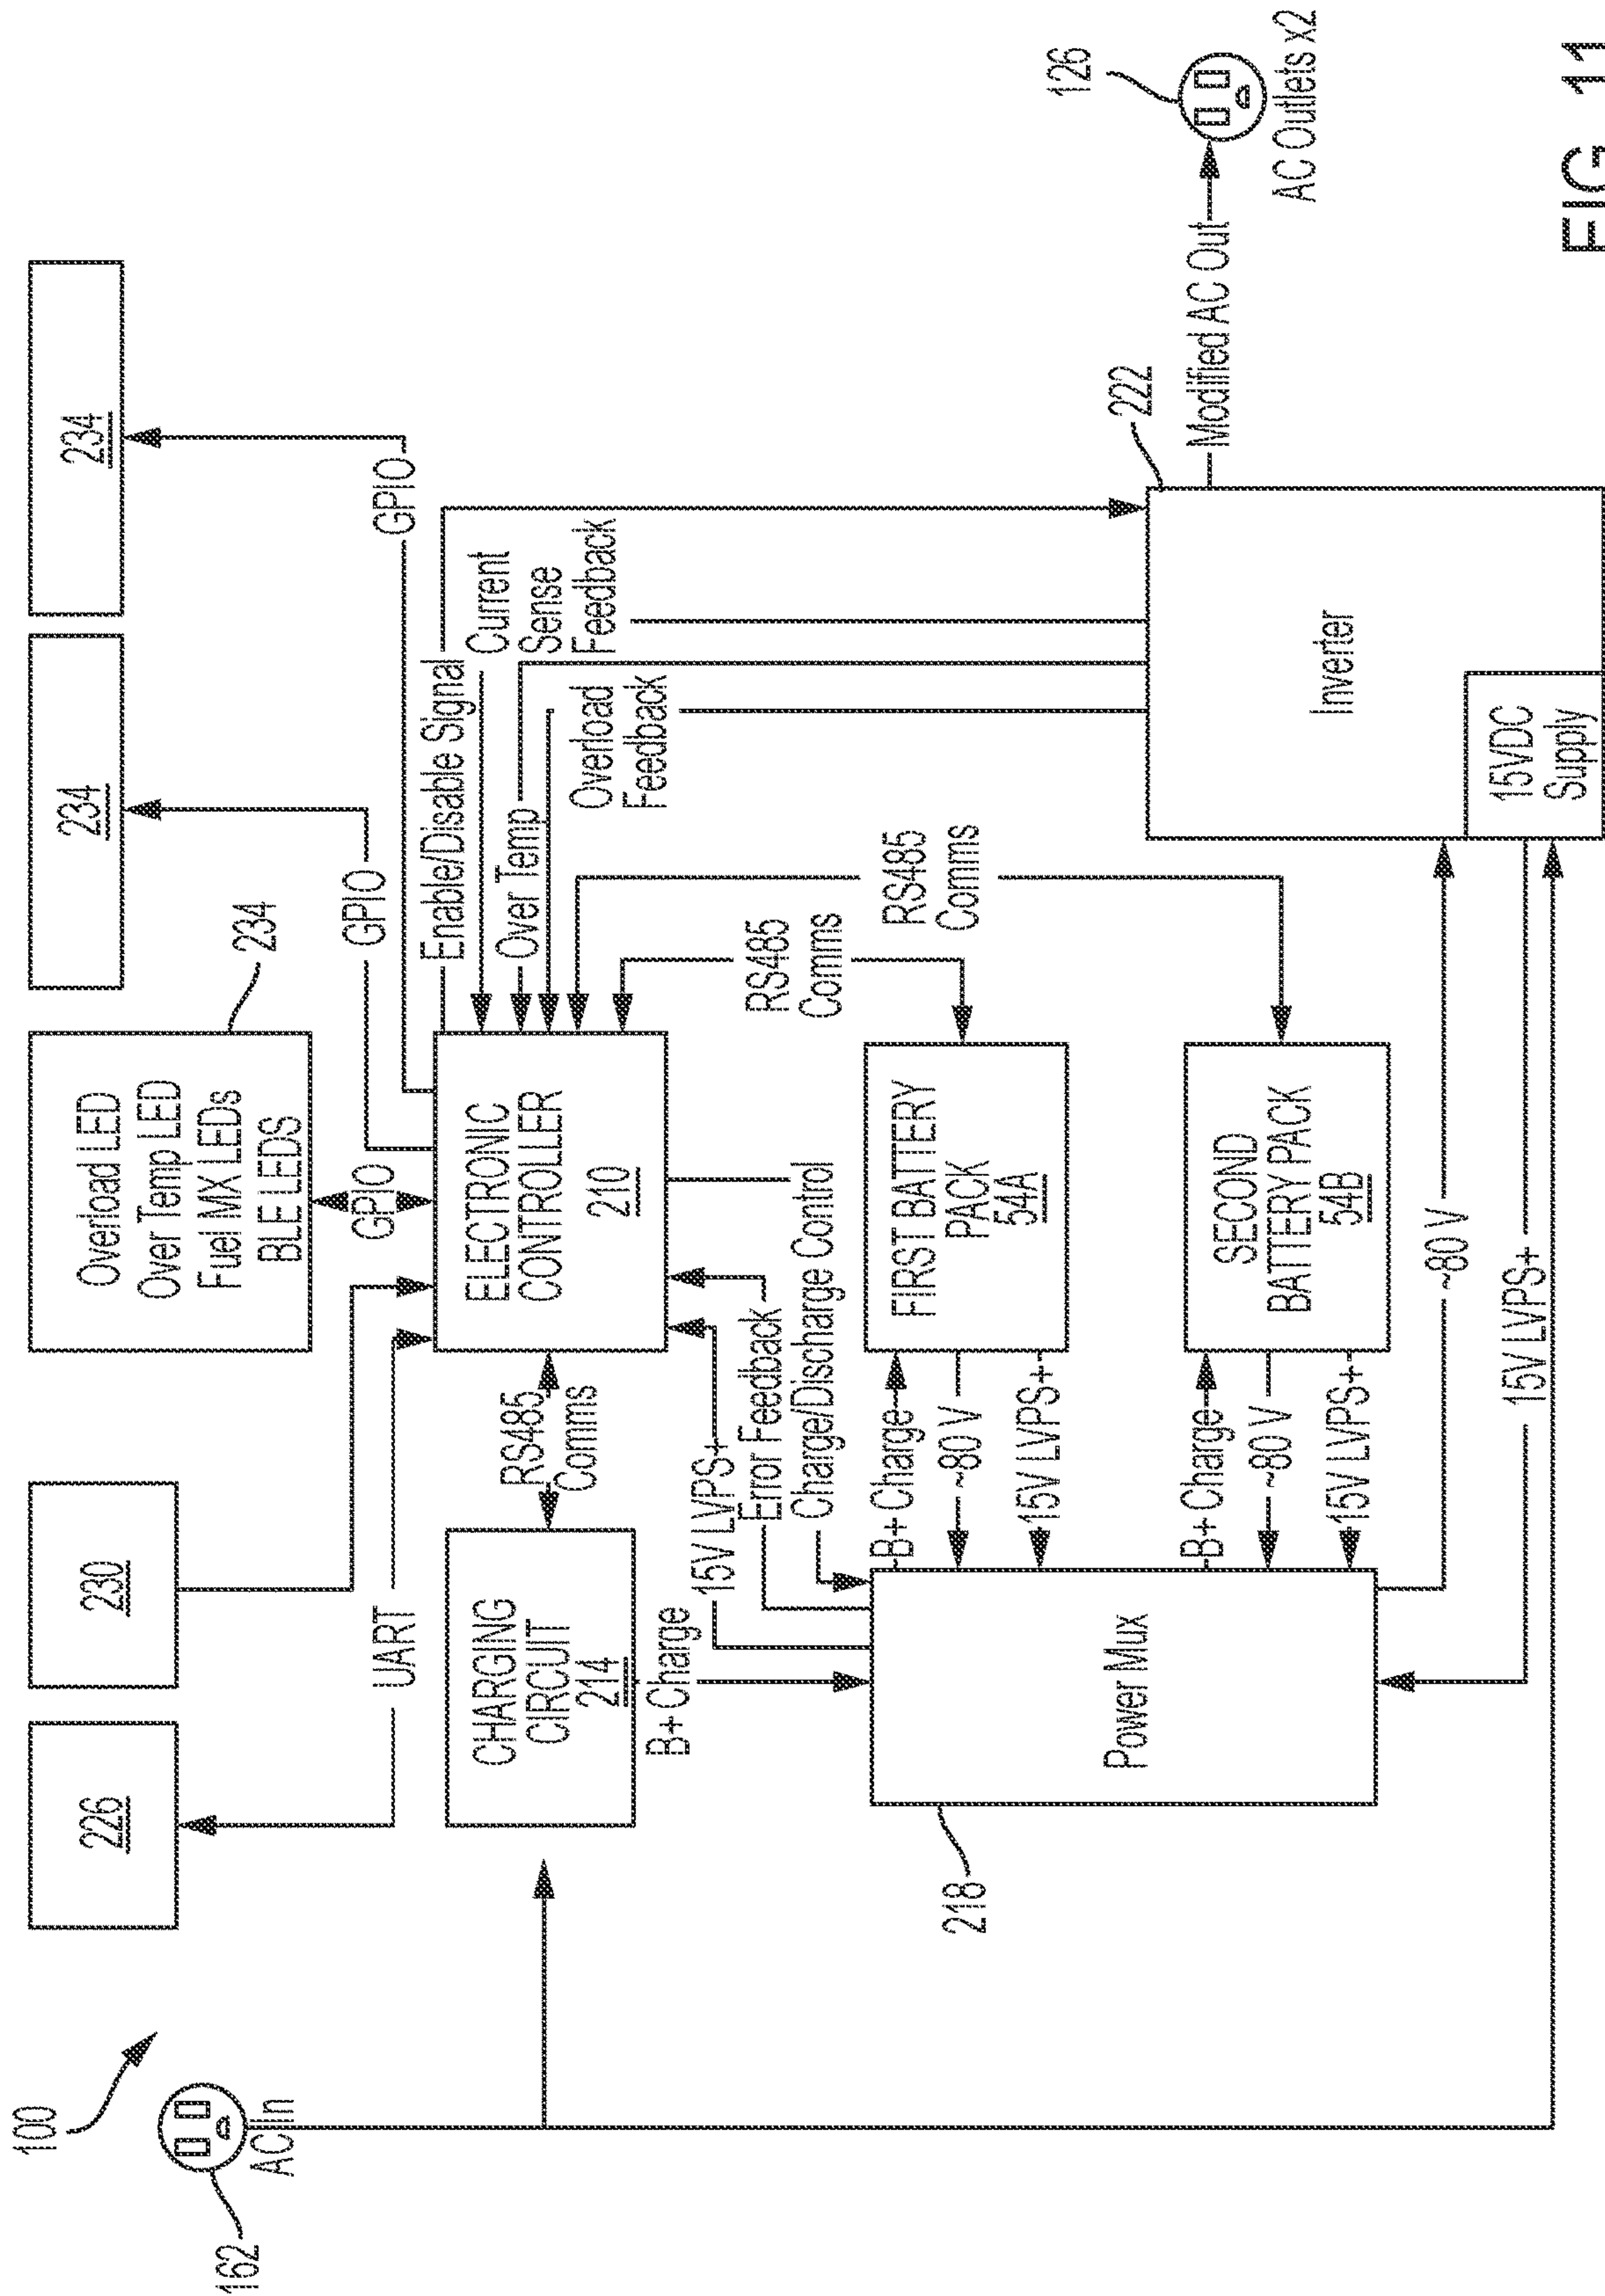 100
162
AC In
226
230
UART
Overload LED
Over Temp LED
Fuel MX LEDs
BLE LEDS
234
GPIO
234
GPIO
234
GPIO
CHARGING
CIRCUIT
214
RS485
Comms
ELECTRONIC
CONTROLLER
210
Enable/Disable Signal
Current
Sense
Feedback
Over Temp
Overload
Feedback
B+ Charge
15V LVPS+
Error Feedback
Charge/Discharge Control
RS485
Comms
RS485
Comms
218
Power Mux
B+ Charge
~80 V
15V LVPS+
FIRST BATTERY
PACK
54A
B+ Charge
~80 V
15V LVPS+
SECOND
BATTERY PACK
54B
~80 V
15V LVPS+
222
Inverter
15VDC
Supply
Modified AC Out
126
AC Outlets x2
FIG. 11